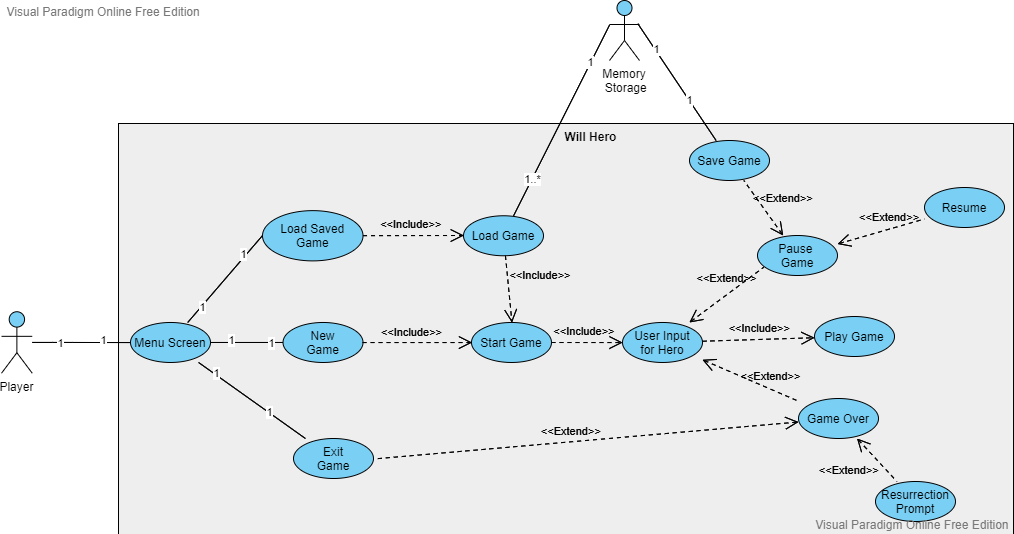 Visual Paradigm Online Free Edition
1
1
Memory
Storage
1
1
Will Hero
Save Game
1..*
<<Extend>>
Resume
<<Extend>>
Load Saved
Game
<<Include>>
Load Game
Pause
Game
1
<<Include>>
<<Extend>>
1
Player
1
1
Menu Screen
1
1
New
Game
<<Include>>
Start Game
<<Include>>
User Input
for Hero
<<Include>>
Play Game
1
<<Extend>>
1
Game Over
<<Extend>>
Exit
Game
<<Extend>>
Resurrection
Prompt
Visual Paradigm Online Free Edition